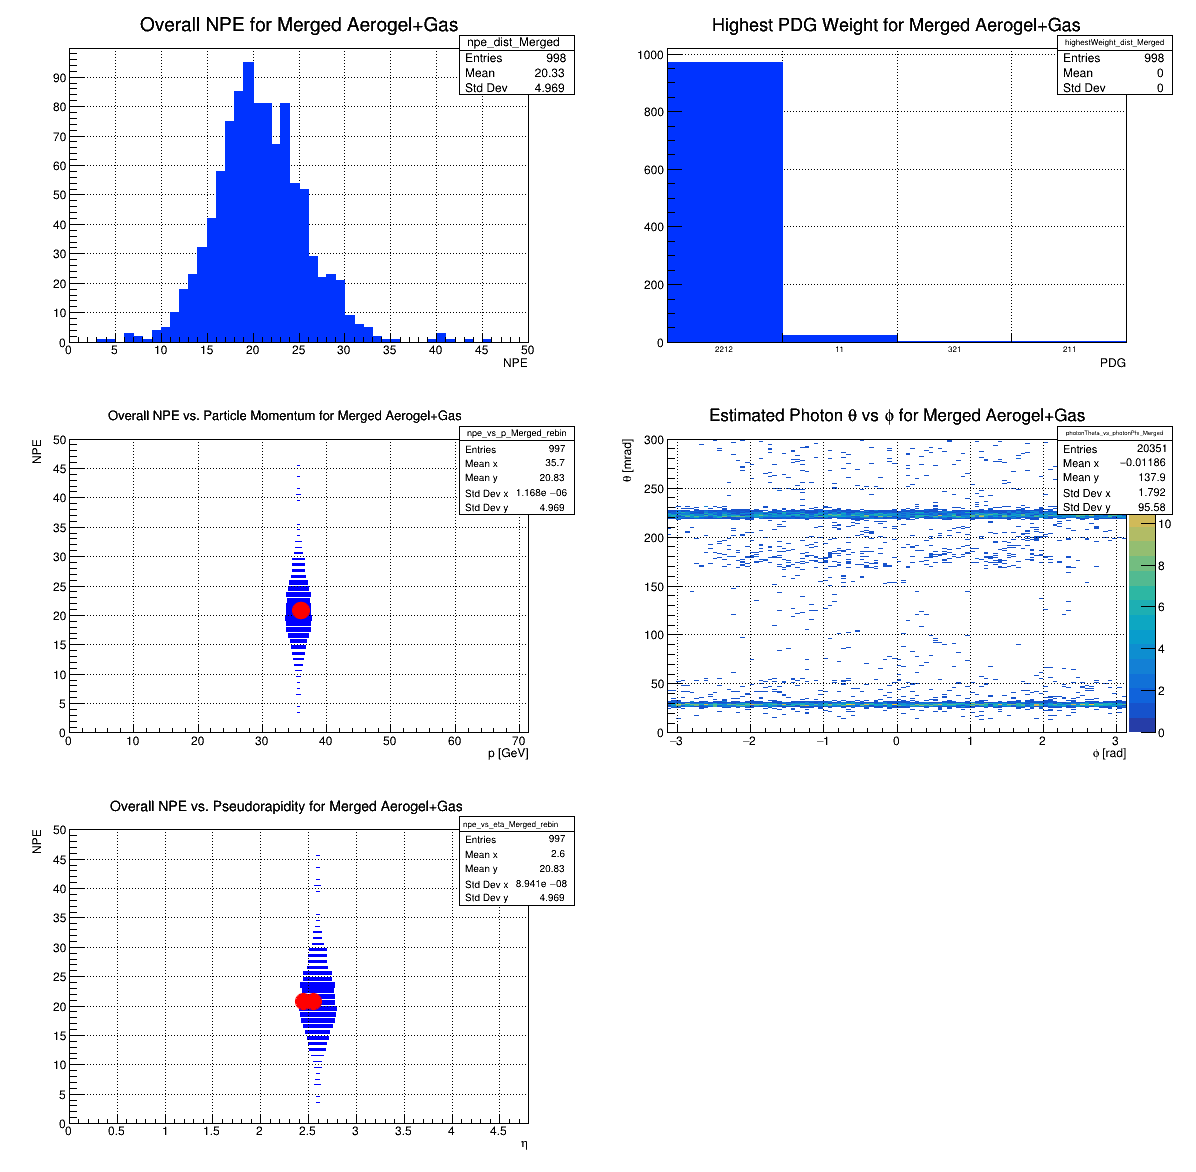 Overall NPE for Merged Aerogel+Gas
npe_dist_Merged
Entries 998
Mean 20.33
Std Dev 4.969
90
80
70
60
50
40
30
20
10
0
0 5 10 15 20 25 30 35 40 45 50
NPE
Highest PDG Weight for Merged Aerogel+Gas
highestWeight_dist_Merged
Entries 998
Mean 0
Std Dev 0
1000
800
600
400
200
0
2212 11 321 211
PDG
Overall NPE vs. Particle Momentum for Merged Aerogel+Gas
npe_vs_p_Merged_rebin
Entries 997
Mean x 35.7
Mean y 20.83
Std Dev x 1.168e −06
Std Dev y 4.969
NPE
50
45
40
35
30
25
20
15
10
5
0
0 10 20 30 40 50 60 70
p [GeV]
Estimated Photon θ vs ϕ for Merged Aerogel+Gas
photonTheta_vs_photonPhi_Merged
Entries 20351
Mean x −0.01186
Mean y 137.9
Std Dev x 1.792
Std Dev y 95.58
θ [mrad]
300
250
200
150
100
50
0
−3 −2 −1 0 1 2 3
ϕ [rad]
10
8
6
4
2
0
Overall NPE vs. Pseudorapidity for Merged Aerogel+Gas
npe_vs_eta_Merged_rebin
Entries 997
Mean x 2.6
Mean y 20.83
Std Dev x 8.941e −08
Std Dev y 4.969
NPE
50
45
40
35
30
25
20
15
10
5
0
0 0.5 1 1.5 2 2.5 3 3.5 4 4.5
η